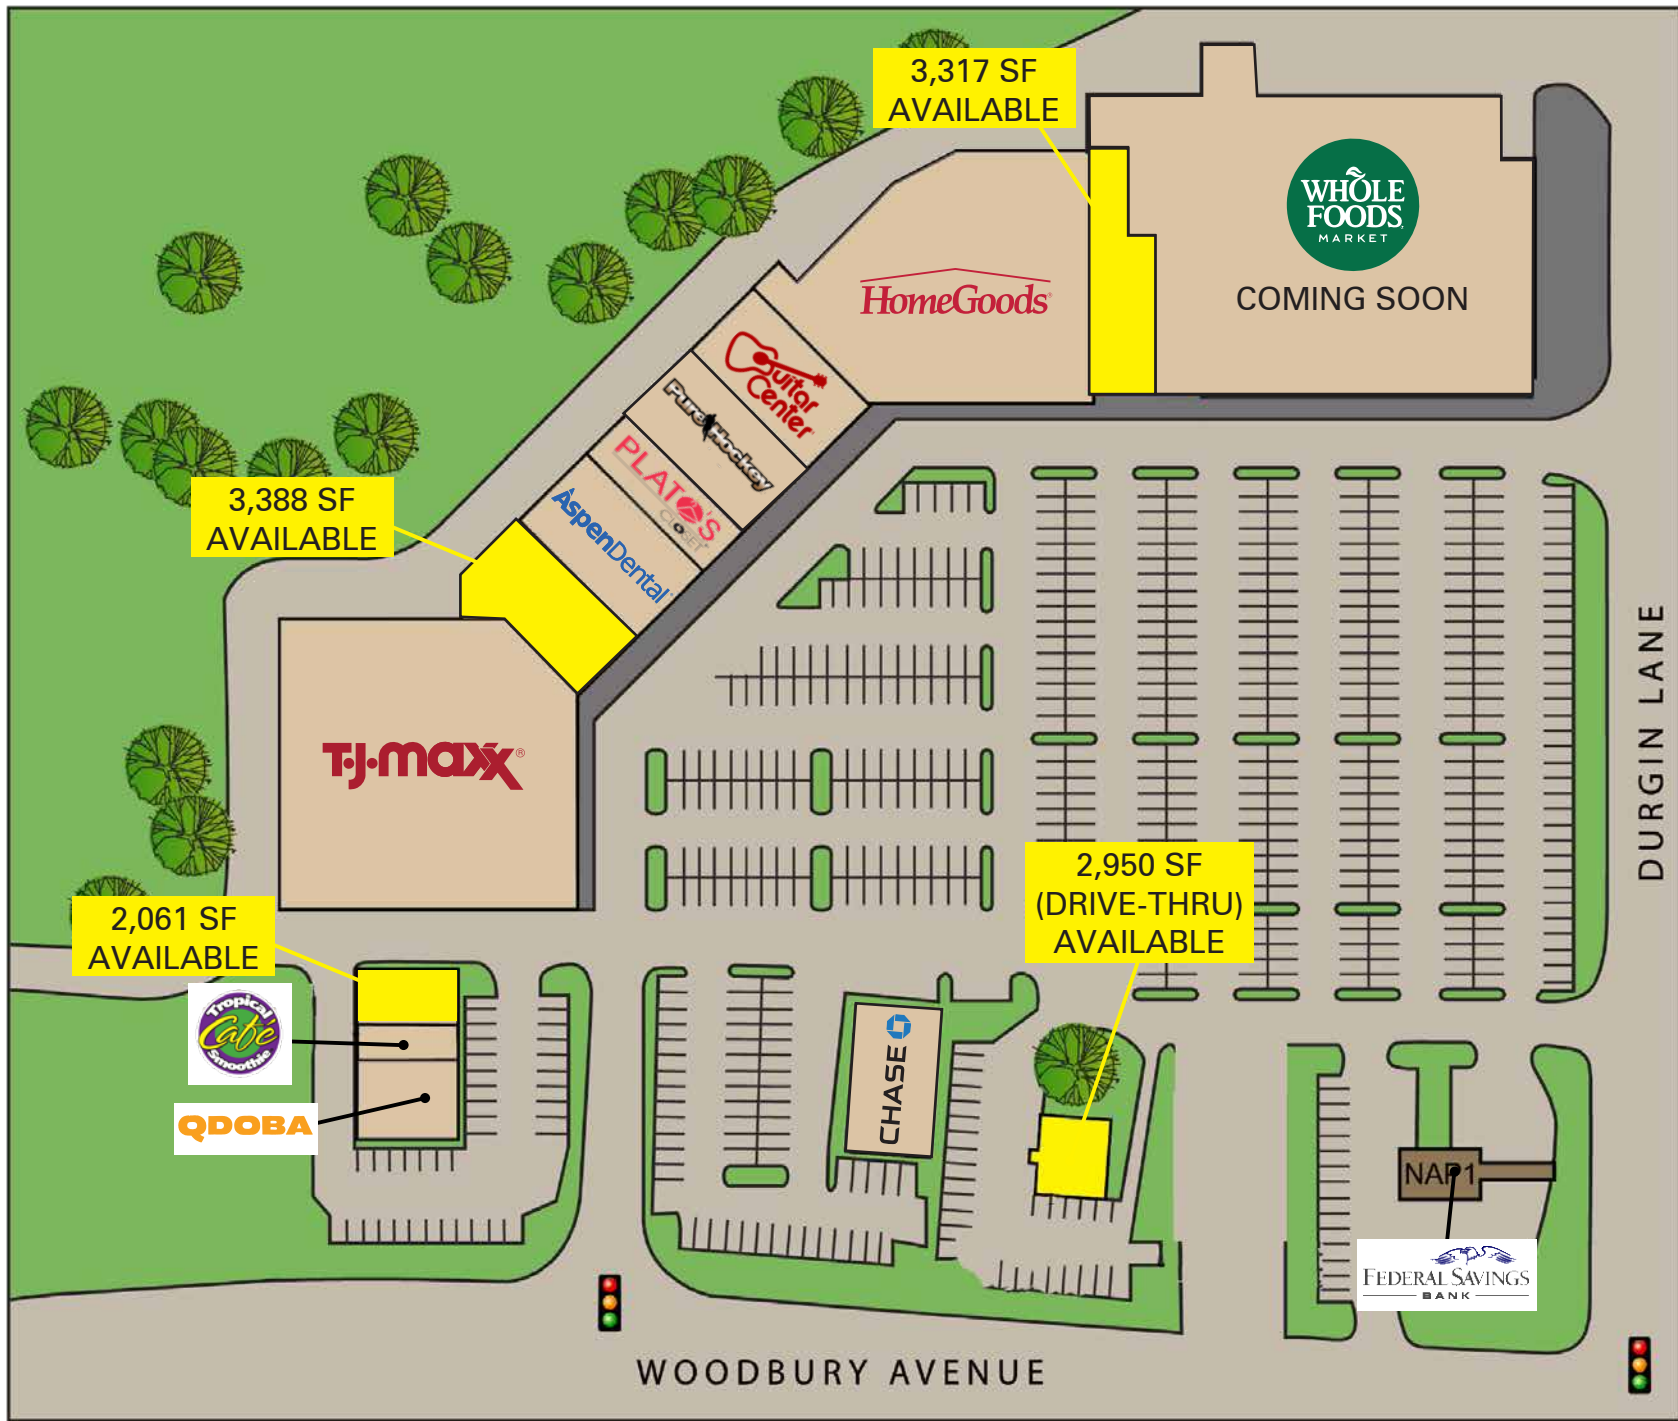 3,317 SF
AVAILABLE
WHOLE
FOODS
MARKET
COMING SOON
HomeGoods
Guitar
Center
Pure Hockey
PLATO'S
CLOSET
AspenDental
3,388 SF
AVAILABLE
T·J·maxx®
DURGIN LANE
2,061 SF
AVAILABLE
2,950 SF
(DRIVE-THRU)
AVAILABLE
Tropical
Café
Smoothie
QDOBA
CHASE
NAP1
FEDERAL SAVINGS
BANK
WOODBURY AVENUE